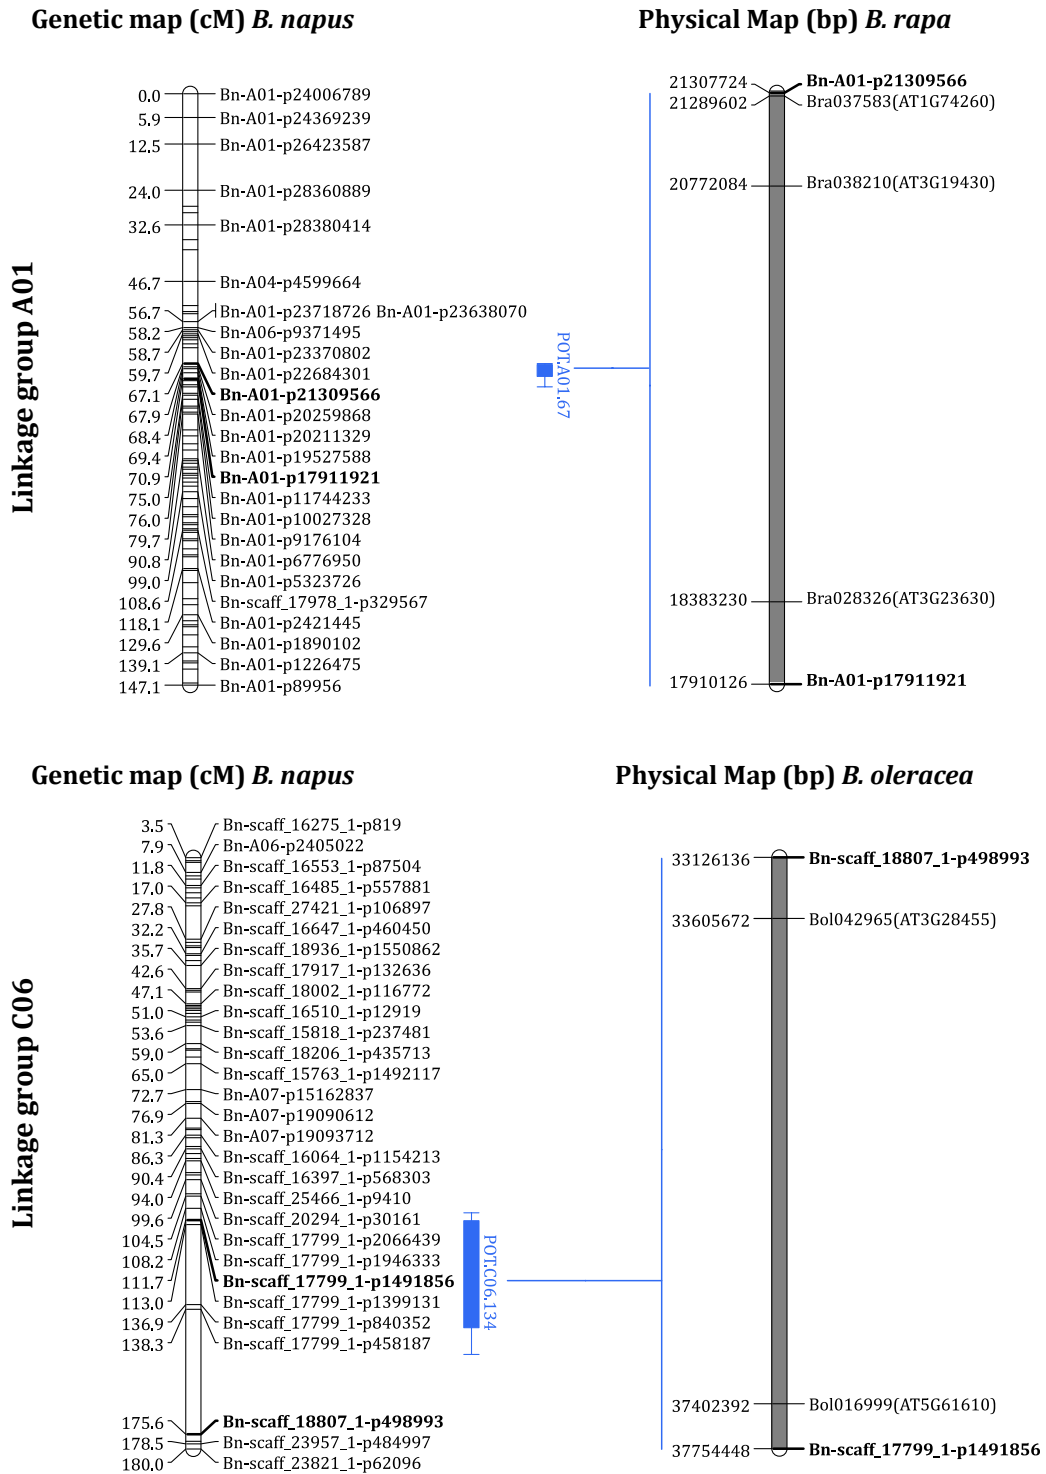 Genetic map (cM) B. napus
Physical Map (bp) B. rapa
Linkage group A01
0.0 Bn-A01-p24006789
5.9 Bn-A01-p24369239
12.5 Bn-A01-p26423587
24.0 Bn-A01-p28360889
32.6 Bn-A01-p28380414
46.7 Bn-A04-p4599664
56.7 Bn-A01-p23718726 Bn-A01-p23638070
58.2 Bn-A06-p9371495
58.7 Bn-A01-p23370802
59.7 Bn-A01-p22684301
67.1 Bn-A01-p21309566
67.9 Bn-A01-p20259868
68.4 Bn-A01-p20211329
69.4 Bn-A01-p19527588
70.9 Bn-A01-p17911921
75.0 Bn-A01-p11744233
76.0 Bn-A01-p10027328
79.7 Bn-A01-p9176104
90.8 Bn-A01-p6776950
99.0 Bn-A01-p5323726
108.6 Bn-scaff_17978_1-p329567
118.1 Bn-A01-p2421445
129.6 Bn-A01-p1890102
139.1 Bn-A01-p1226475
147.1 Bn-A01-p89956
POT.A01.67
21307724 Bn-A01-p21309566
21289602 Bra037583(AT1G74260)
20772084 Bra038210(AT3G19430)
18383230 Bra028326(AT3G23630)
17910126 Bn-A01-p17911921
Genetic map (cM) B. napus
Physical Map (bp) B. oleracea
Linkage group C06
3.5 Bn-scaff_16275_1-p819
7.9 Bn-A06-p2405022
11.8 Bn-scaff_16553_1-p87504
17.0 Bn-scaff_16485_1-p557881
27.8 Bn-scaff_27421_1-p106897
32.2 Bn-scaff_16647_1-p460450
35.7 Bn-scaff_18936_1-p1550862
42.6 Bn-scaff_17917_1-p132636
47.1 Bn-scaff_18002_1-p116772
51.0 Bn-scaff_16510_1-p12919
53.6 Bn-scaff_15818_1-p237481
59.0 Bn-scaff_18206_1-p435713
65.0 Bn-scaff_15763_1-p1492117
72.7 Bn-A07-p15162837
76.9 Bn-A07-p19090612
81.3 Bn-A07-p19093712
86.3 Bn-scaff_16064_1-p1154213
90.4 Bn-scaff_16397_1-p568303
94.0 Bn-scaff_25466_1-p9410
99.6 Bn-scaff_20294_1-p30161
104.5 Bn-scaff_17799_1-p2066439
108.2 Bn-scaff_17799_1-p1946333
111.7 Bn-scaff_17799_1-p1491856
113.0 Bn-scaff_17799_1-p1399131
136.9 Bn-scaff_17799_1-p840352
138.3 Bn-scaff_17799_1-p458187
175.6 Bn-scaff_18807_1-p498993
178.5 Bn-scaff_23957_1-p484997
180.0 Bn-scaff_23821_1-p62096
POT.C06.134
33126136 Bn-scaff_18807_1-p498993
33605672 Bol042965(AT3G28455)
37402392 Bol016999(AT5G61610)
37754448 Bn-scaff_17799_1-p1491856